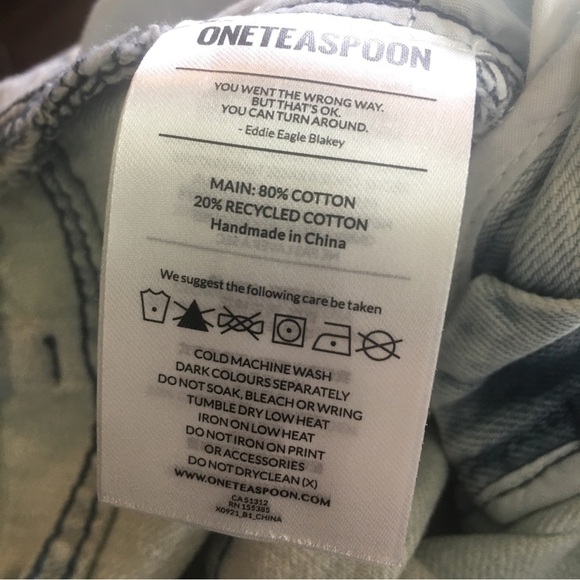 ONETEASPOON
YOU WENT THE WRONG WAY.
BUT THAT'S OK.
YOU CAN TURN AROUND.
- Eddie Eagle Blakey
MAIN: 80% COTTON
20% RECYCLED COTTON
Handmade in China
We suggest the following care be taken
COLD MACHINE WASH
DARK COLOURS SEPARATELY
DO NOT SOAK, BLEACH OR WRING
TUMBLE DRY LOW HEAT
IRON ON LOW HEAT
DO NOT IRON ON PRINT
OR ACCESSORIES
DO NOT DRYCLEAN (X)
WWW.ONETEASPOON.COM
CA 51312
RN 155385
X0921_B1_CHINA